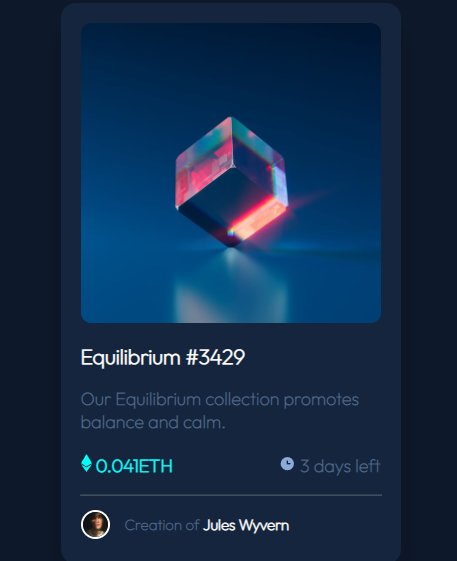 Equilibrium #3429
Our Equilibrium collection promotes
balance and calm.
0.041ETH
3 days left
Creation of Jules Wyvern